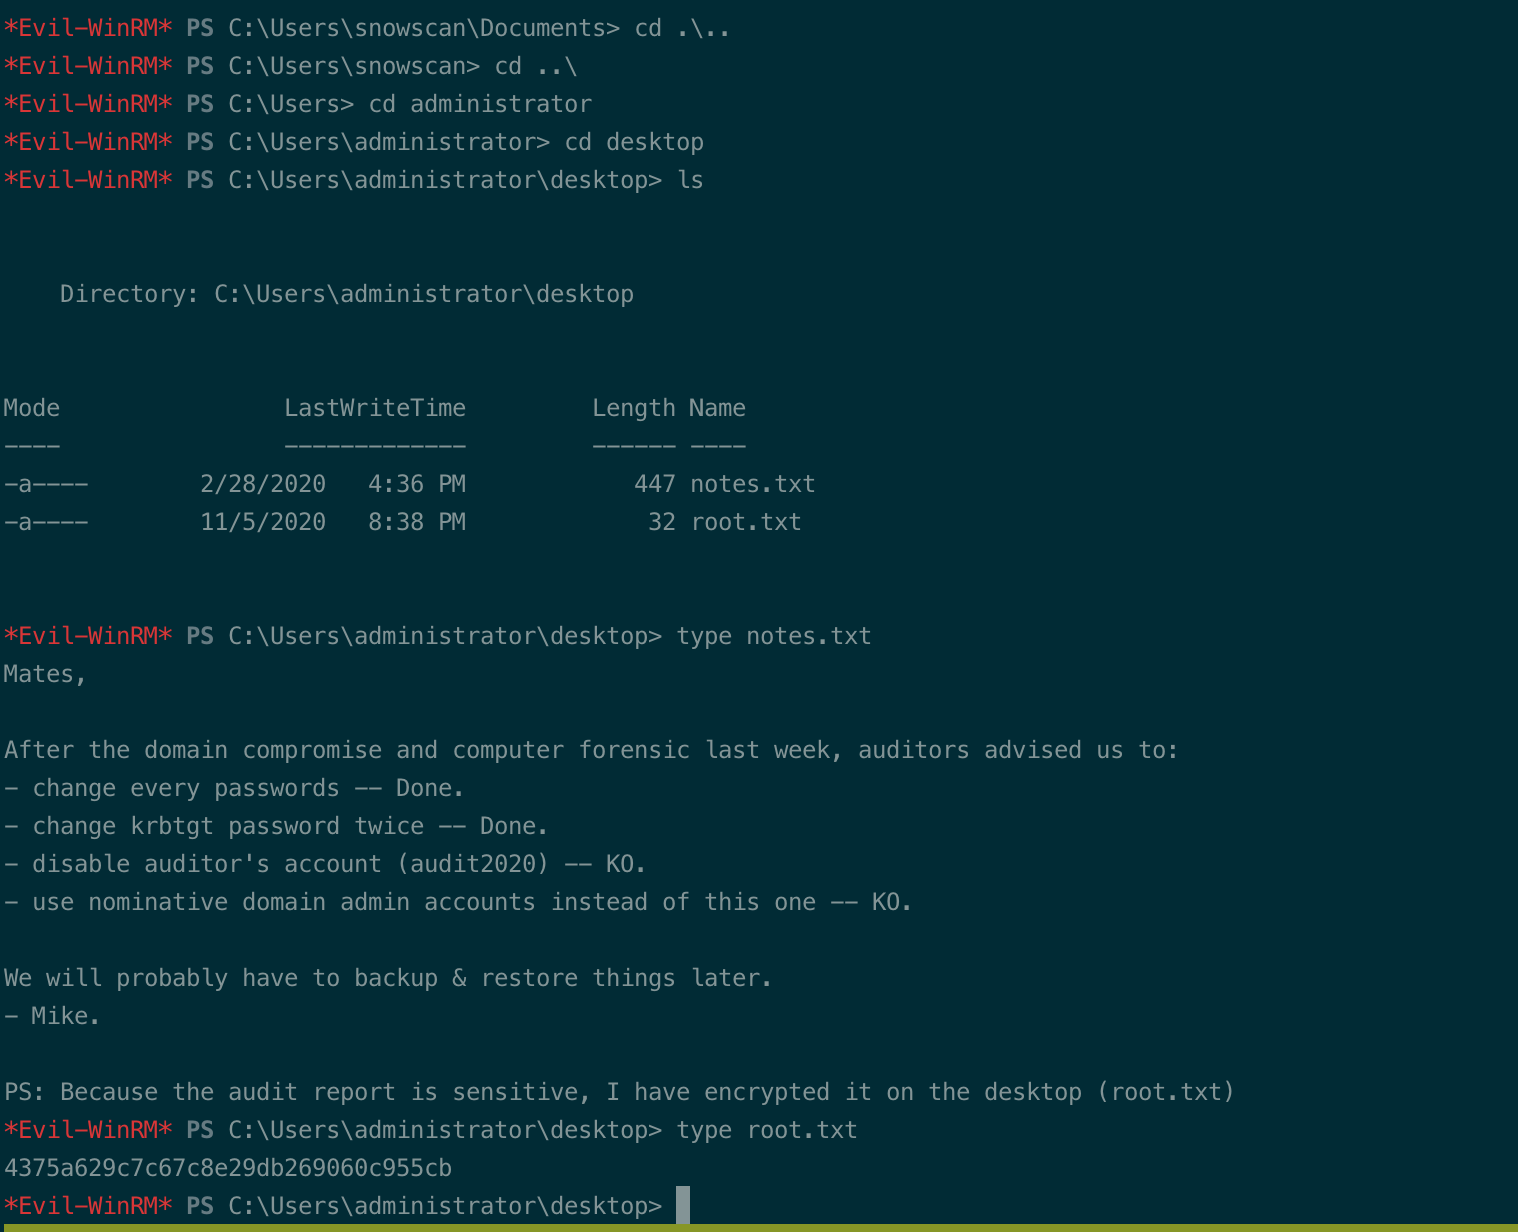 *Evil-WinRM* PS C:\Users\snowscan\Documents> cd .\..
*Evil-WinRM* PS C:\Users\snowscan> cd ..\
*Evil-WinRM* PS C:\Users> cd administrator
*Evil-WinRM* PS C:\Users\administrator> cd desktop
*Evil-WinRM* PS C:\Users\administrator\desktop> ls
Directory: C:\Users\administrator\desktop
Mode                LastWriteTime         Length Name
----                -------------         ------ ----
-a----        2/28/2020   4:36 PM            447 notes.txt
-a----        11/5/2020   8:38 PM             32 root.txt
*Evil-WinRM* PS C:\Users\administrator\desktop> type notes.txt
Mates,
After the domain compromise and computer forensic last week, auditors advised us to:
- change every passwords -- Done.
- change krbtgt password twice -- Done.
- disable auditor's account (audit2020) -- KO.
- use nominative domain admin accounts instead of this one -- KO.
We will probably have to backup & restore things later.
- Mike.
PS: Because the audit report is sensitive, I have encrypted it on the desktop (root.txt)
*Evil-WinRM* PS C:\Users\administrator\desktop> type root.txt
4375a629c7c67c8e29db269060c955cb
*Evil-WinRM* PS C:\Users\administrator\desktop>